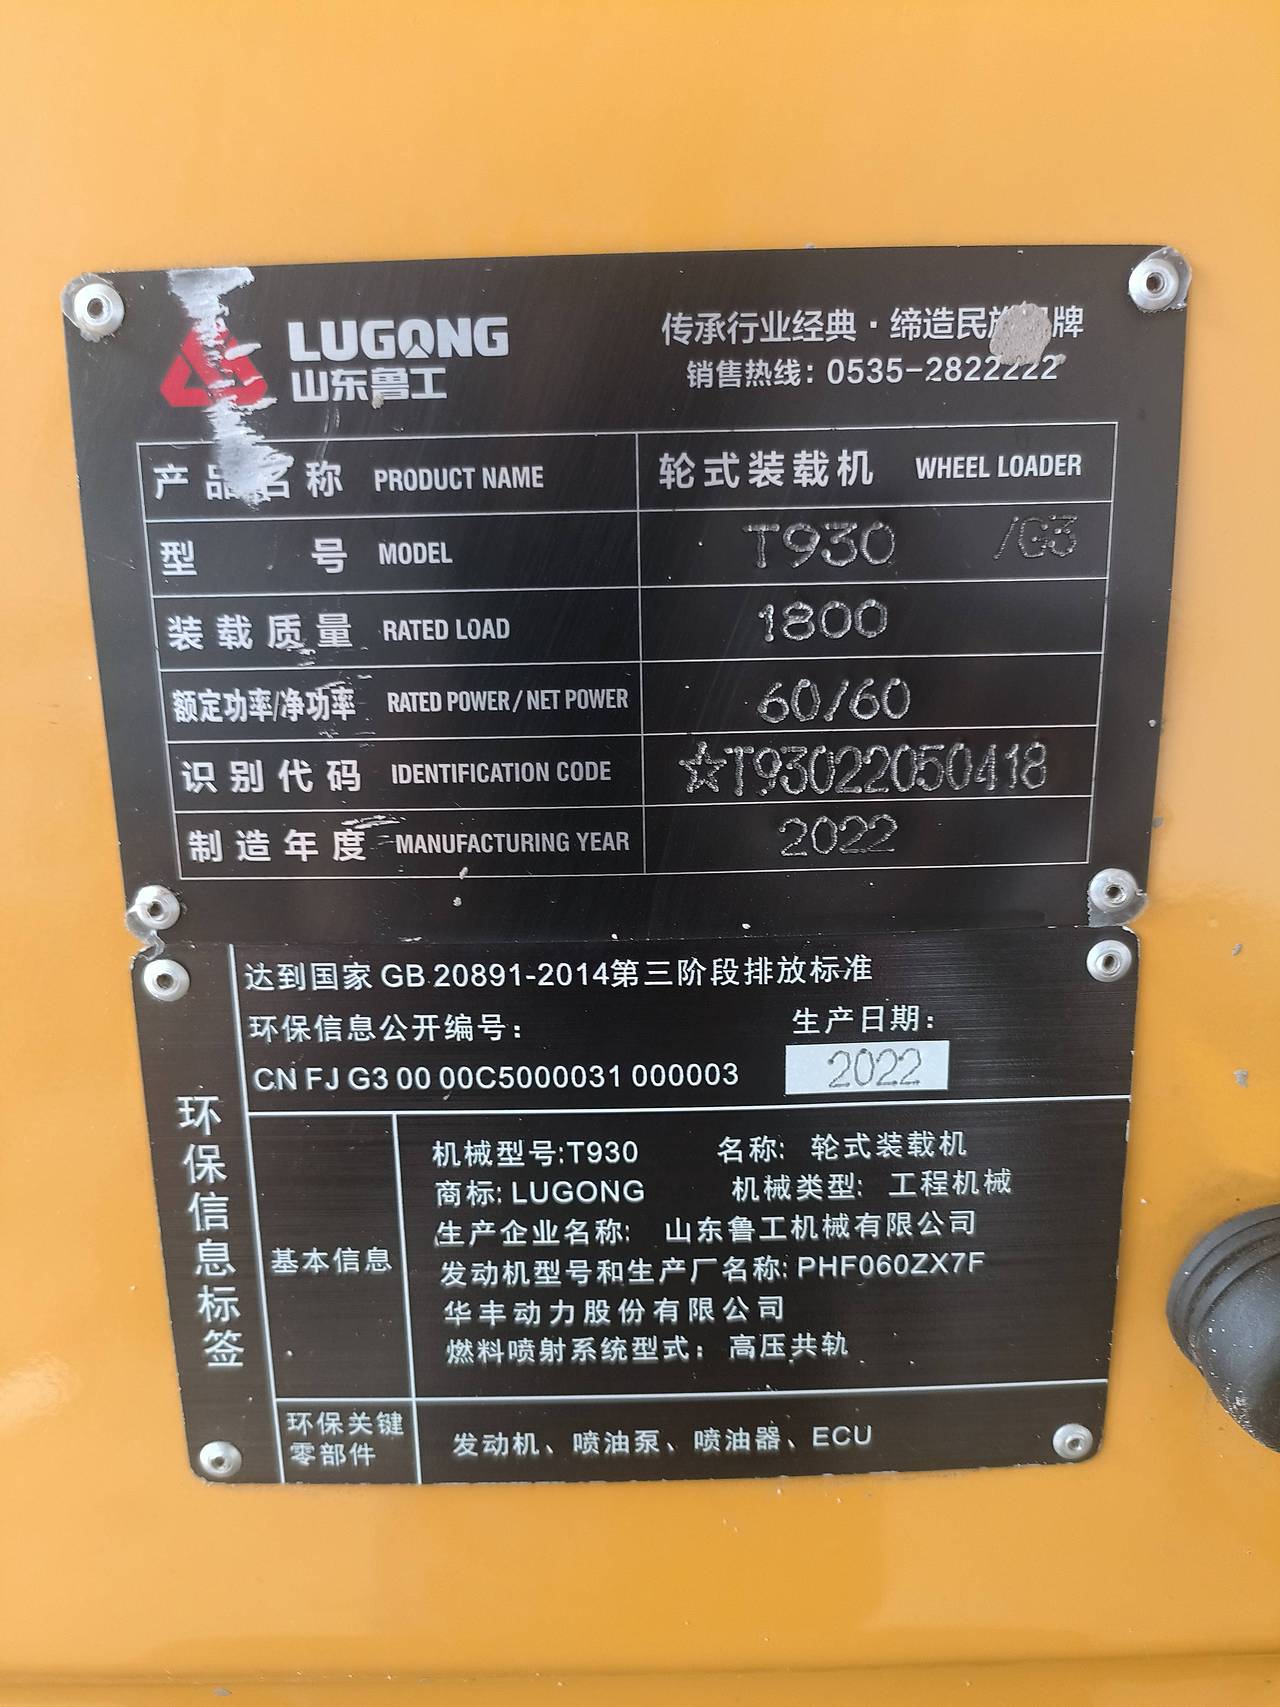 LUGONG
山东鲁工
传承行业经典·缔造民族品牌
销售热线：0535-2822222
产品名称 PRODUCT NAME 轮式装载机 WHEEL LOADER
型号 MODEL T930 /G3
装载质量 RATED LOAD 1800
额定功率/净功率 RATED POWER/NET POWER 60/60
识别代码 IDENTIFICATION CODE ☆T93022050418
制造年度 MANUFACTURING YEAR 2022
环保信息标签
达到国家 GB 20891-2014第三阶段排放标准
环保信息公开编号： 生产日期：
CN FJ G3 00 00C5000031 000003 2022
基本信息
机械型号:T930 名称: 轮式装载机
商标: LUGONG 机械类型: 工程机械
生产企业名称: 山东鲁工机械有限公司
发动机型号和生产厂名称: PHF060ZX7F
华丰动力股份有限公司
燃料喷射系统型式： 高压共轨
环保关键
零部件
发动机、喷油泵、喷油器、ECU